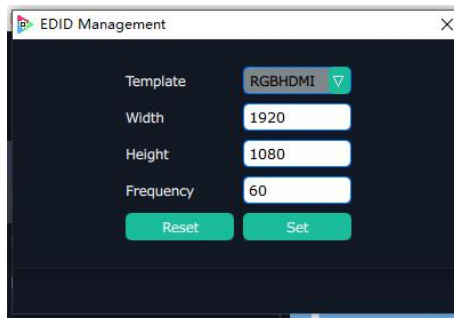 EDID Management
Template RGBHDMI
Width 1920
Height 1080
Frequency 60
Reset Set